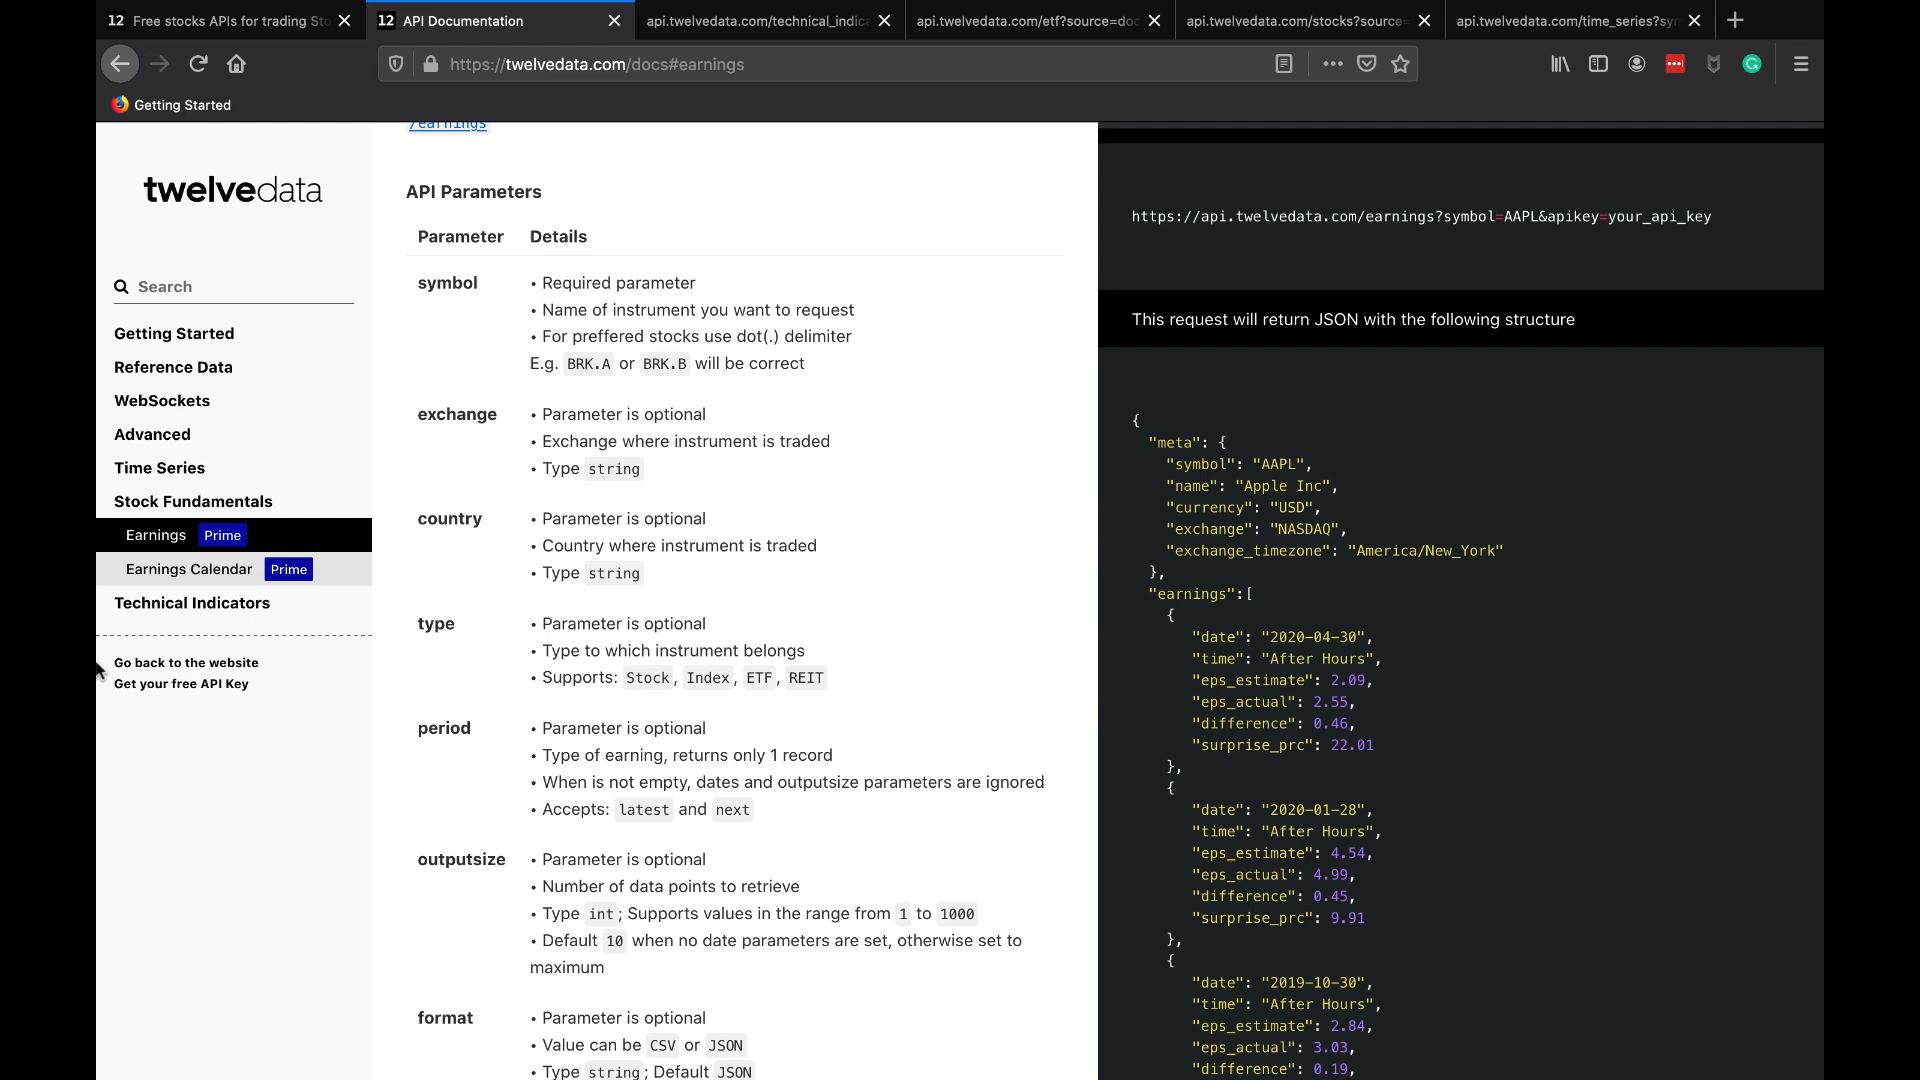 12 Free stocks APIs for trading Sto
12 API Documentation
api.twelvedata.com/technical_indica
api.twelvedata.com/etf?source=doc
api.twelvedata.com/stocks?source=
api.twelvedata.com/time_series?sym
https://twelvedata.com/docs#earnings
Getting Started
twelvedata
Search
Getting Started
Reference Data
WebSockets
Advanced
Time Series
Stock Fundamentals
Earnings Prime
Earnings Calendar Prime
Technical Indicators
Go back to the website
Get your free API Key
/earnings
API Parameters
Parameter Details
symbol • Required parameter
• Name of instrument you want to request
• For preffered stocks use dot(.) delimiter
E.g. BRK.A or BRK.B will be correct
exchange • Parameter is optional
• Exchange where instrument is traded
• Type string
country • Parameter is optional
• Country where instrument is traded
• Type string
type • Parameter is optional
• Type to which instrument belongs
• Supports: Stock, Index, ETF, REIT
period • Parameter is optional
• Type of earning, returns only 1 record
• When is not empty, dates and outputsize parameters are ignored
• Accepts: latest and next
outputsize • Parameter is optional
• Number of data points to retrieve
• Type int; Supports values in the range from 1 to 1000
• Default 10 when no date parameters are set, otherwise set to
maximum
format • Parameter is optional
• Value can be CSV or JSON
• Type string; Default JSON
https://api.twelvedata.com/earnings?symbol=AAPL&apikey=your_api_key
This request will return JSON with the following structure
{
"meta": {
"symbol": "AAPL",
"name": "Apple Inc",
"currency": "USD",
"exchange": "NASDAQ",
"exchange_timezone": "America/New_York"
},
"earnings":[
{
"date": "2020-04-30",
"time": "After Hours",
"eps_estimate": 2.09,
"eps_actual": 2.55,
"difference": 0.46,
"surprise_prc": 22.01
},
{
"date": "2020-01-28",
"time": "After Hours",
"eps_estimate": 4.54,
"eps_actual": 4.99,
"difference": 0.45,
"surprise_prc": 9.91
},
{
"date": "2019-10-30",
"time": "After Hours",
"eps_estimate": 2.84,
"eps_actual": 3.03,
"difference": 0.19,